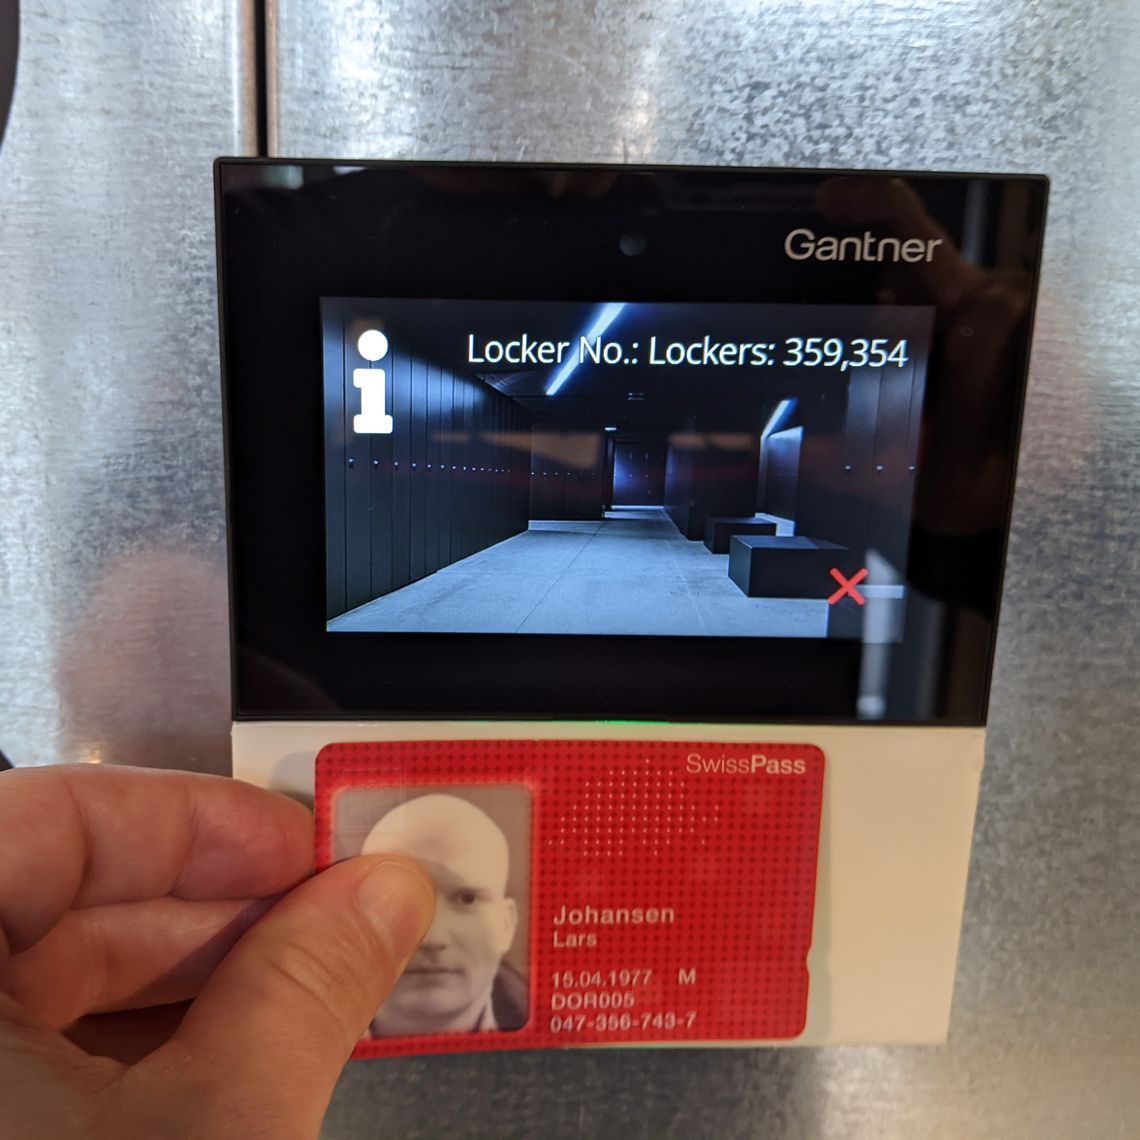 Gantner
Locker No.: Lockers: 359,354
SwissPass
Johansen
Lars
15.04.1977 M
DOR005
047-356-743-7